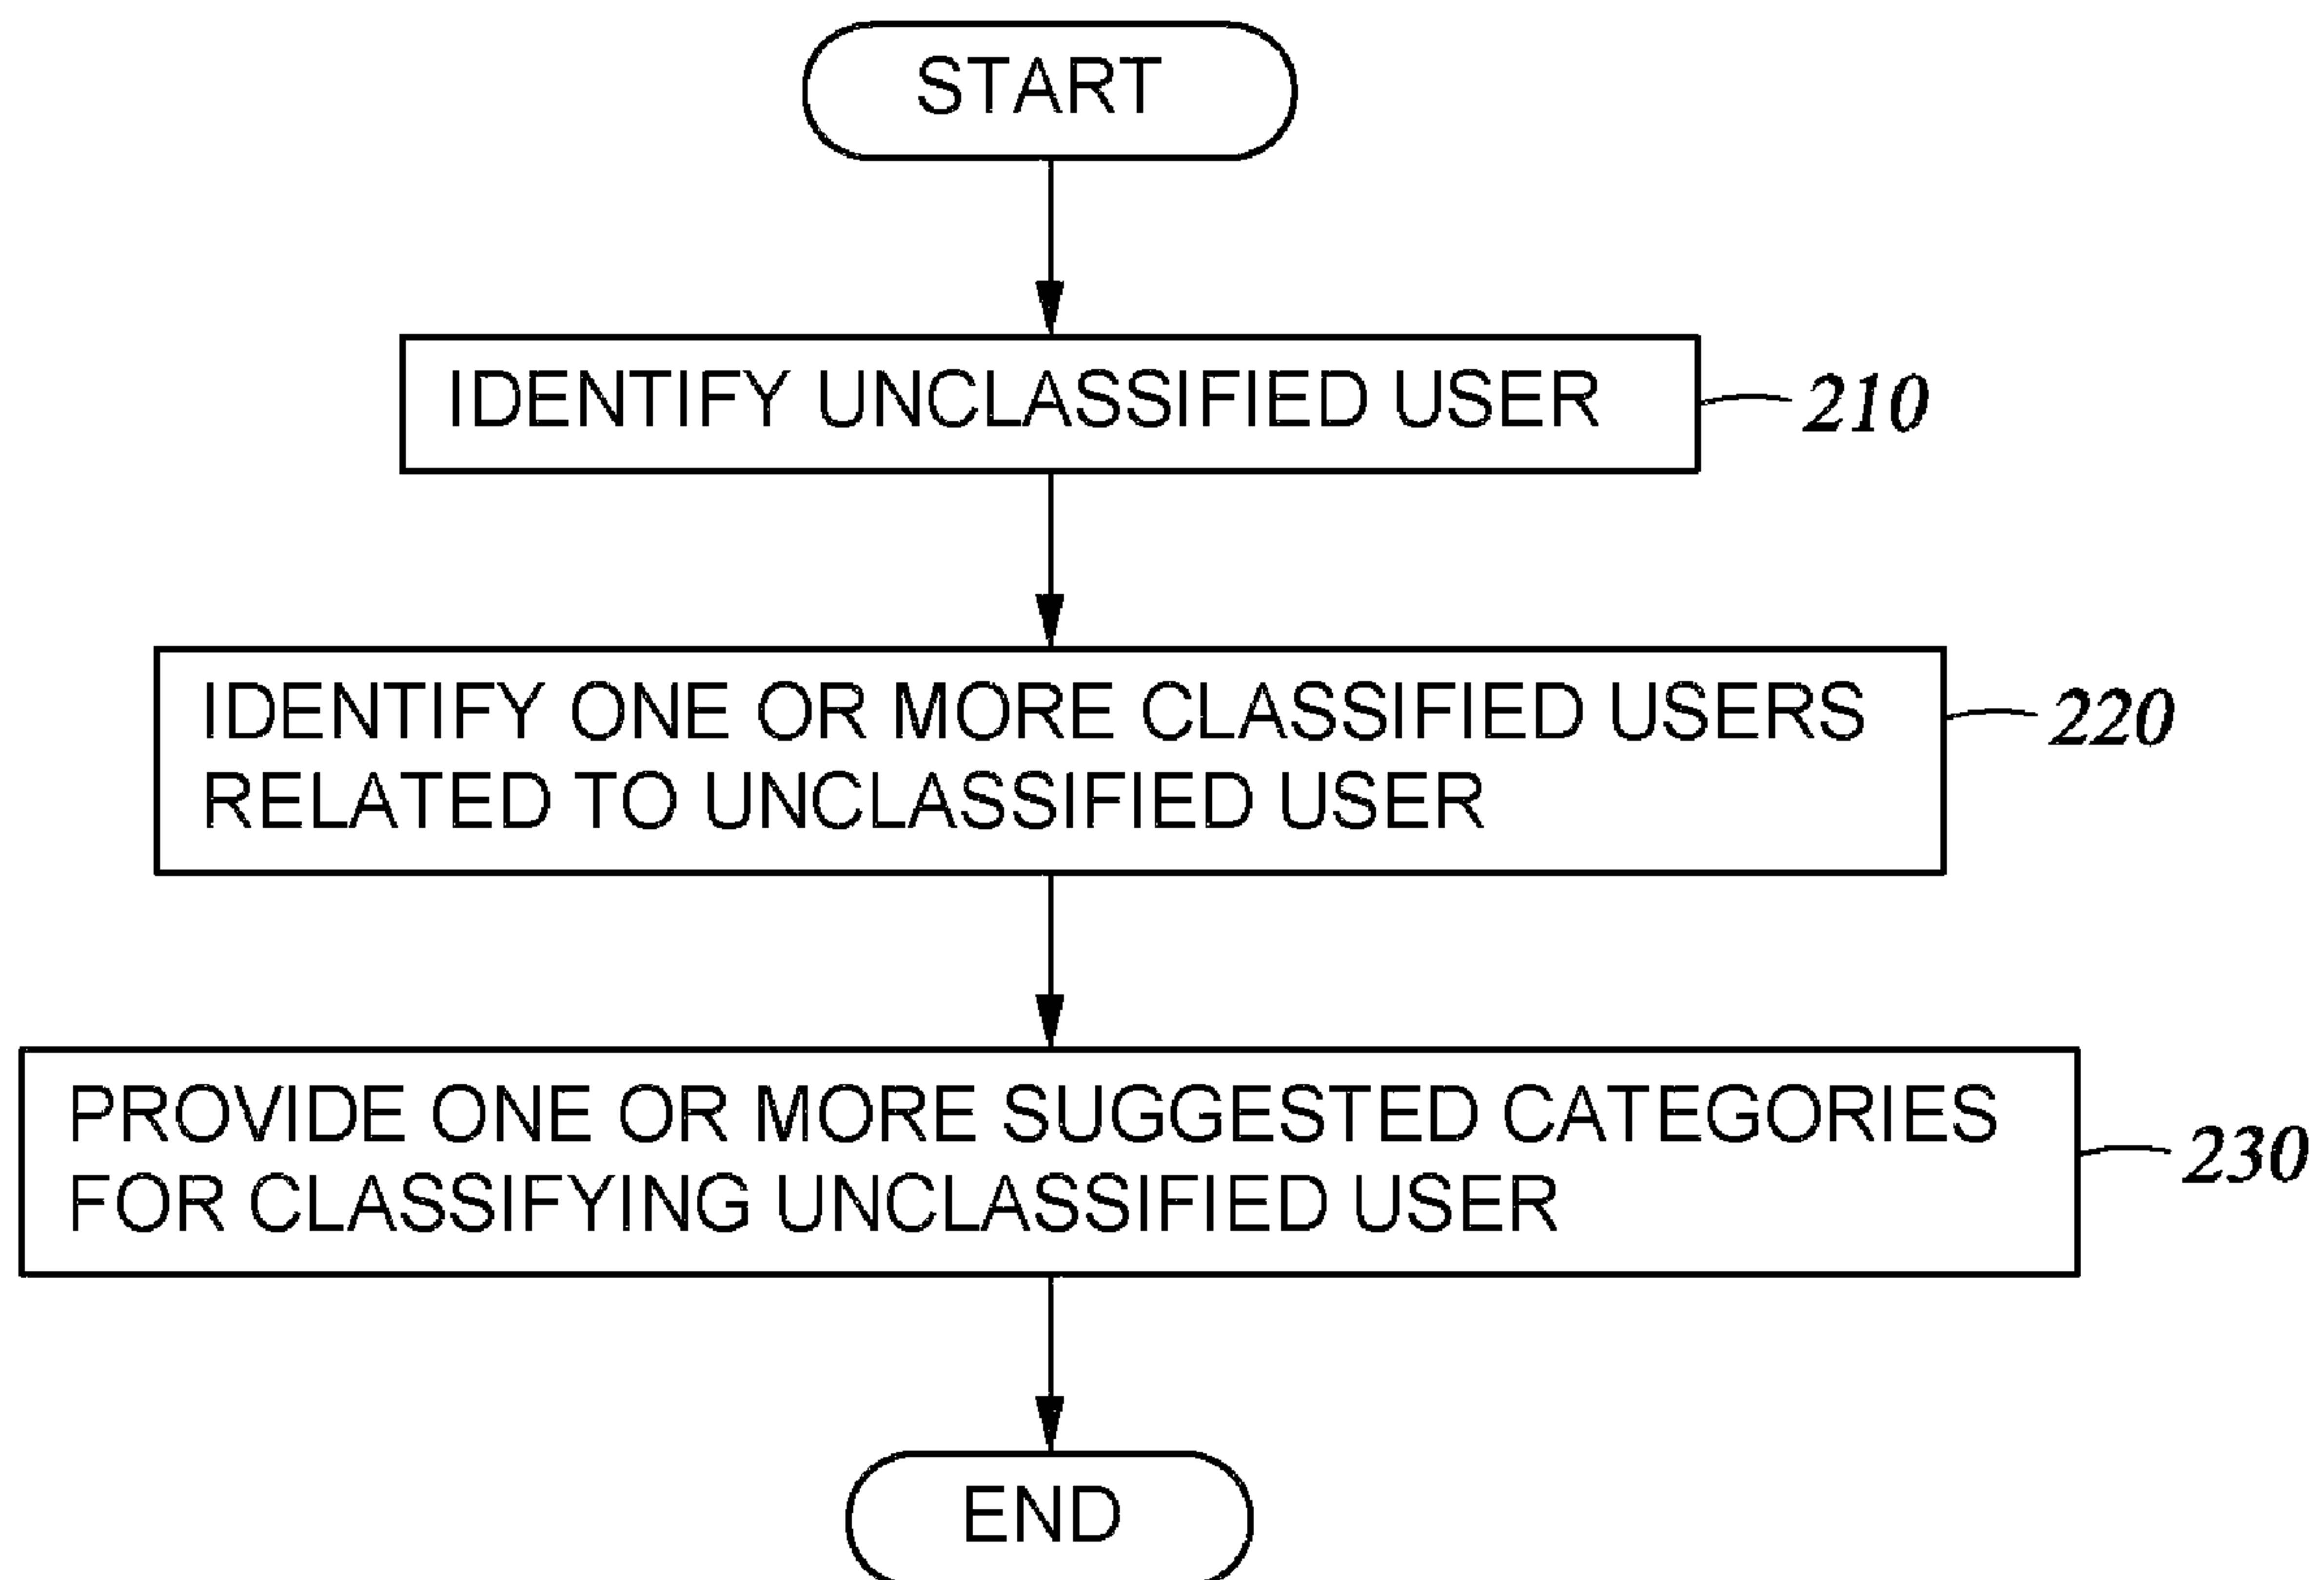 START
IDENTIFY UNCLASSIFIED USER
210
IDENTIFY ONE OR MORE CLASSIFIED USERS
RELATED TO UNCLASSIFIED USER
220
PROVIDE ONE OR MORE SUGGESTED CATEGORIES
FOR CLASSIFYING UNCLASSIFIED USER
230
END